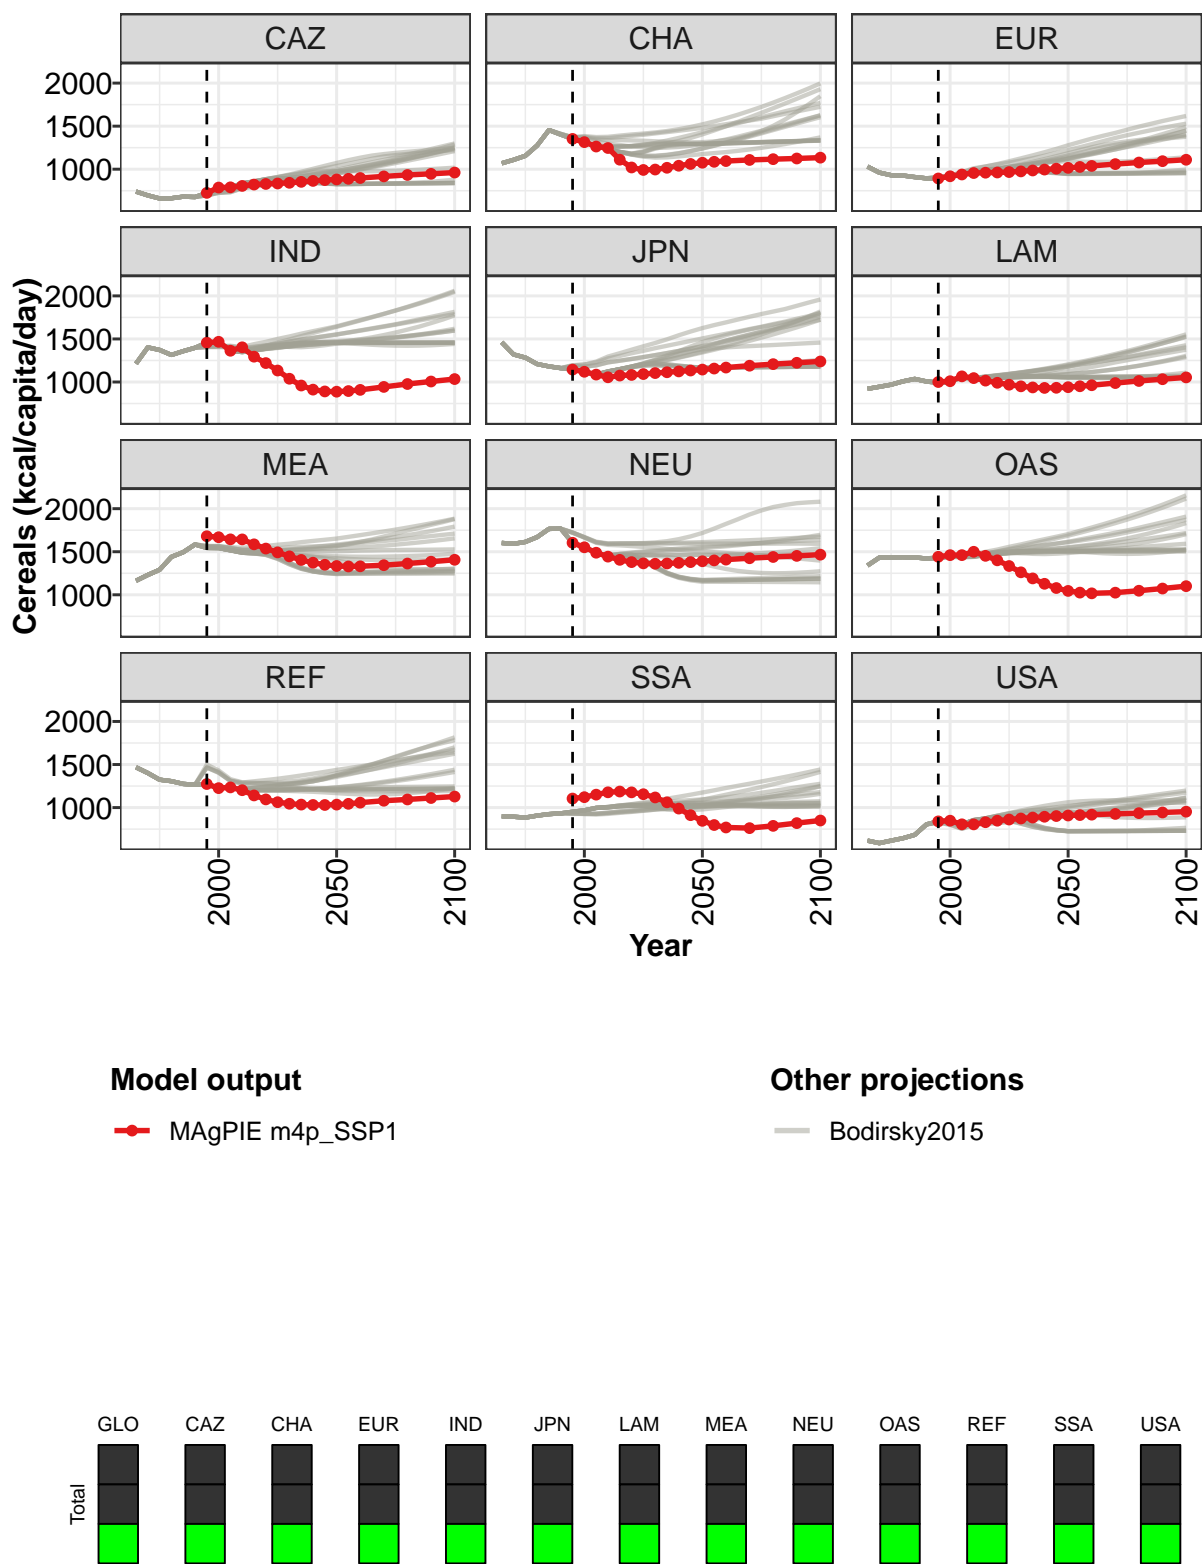 CAZ CHA EUR
2000
1500
1000
IND JPN LAM
2000
1500
1000
MEA NEU OAS
2000
1500
1000
REF SSA USA
2000
1500
1000
Cereals (kcal/capita/day)
2000 2050 2100 2000 2050 2100 2000 2050 2100
Year
Model output Other projections
MAgPIE m4p_SSP1 Bodirsky2015
GLO CAZ CHA EUR IND JPN LAM MEA NEU OAS REF SSA USA
Total